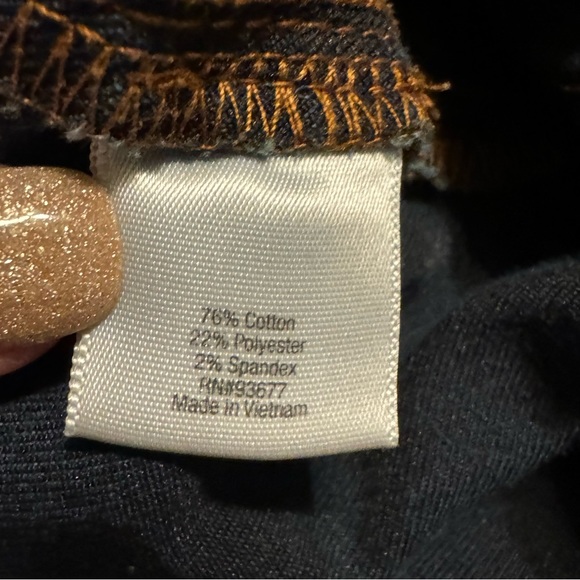 76% Cotton
22% Polyester
2% Spandex
RN#93677
Made in Vietnam